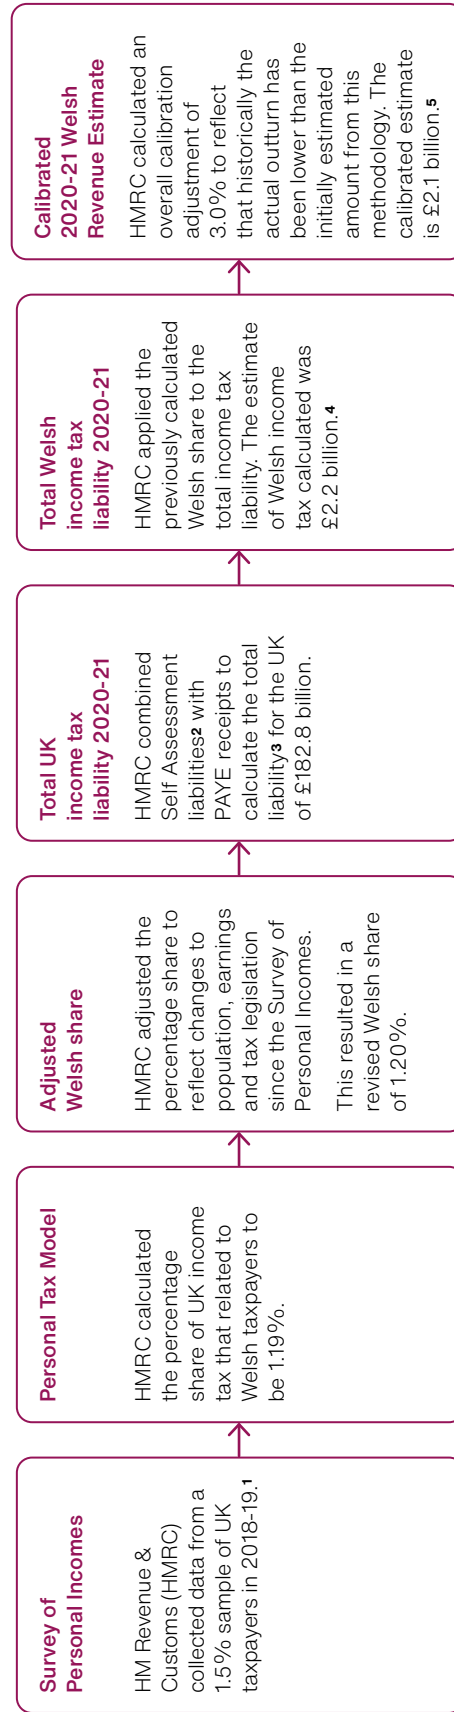 Survey of
Personal Incomes
HM Revenue &
Customs (HMRC)
collected data from a
1.5% sample of UK
taxpayers in 2018-19.1
Personal Tax Model
HMRC calculated
the percentage
share of UK income
tax that related to
Welsh taxpayers to
be 1.19%.
Adjusted
Welsh share
HMRC adjusted the
percentage share to
reflect changes to
population, earnings
and tax legislation
since the Survey of
Personal Incomes.
This resulted in a
revised Welsh share
of 1.20%.
Total UK
income tax
liability 2020-21
HMRC combined
Self Assessment
liabilities2 with
PAYE receipts to
calculate the total
liability3 for the UK
of £182.8 billion.
Total Welsh
income tax
liability 2020-21
HMRC applied the
previously calculated
Welsh share to the
total income tax
liability. The estimate
of Welsh income
tax calculated was
£2.2 billion.4
Calibrated
2020-21 Welsh
Revenue Estimate
HMRC calculated an
overall calibration
adjustment of
3.0% to reflect
that historically the
actual outturn has
been lower than the
initially estimated
amount from this
methodology. The
calibrated estimate
is £2.1 billion.5